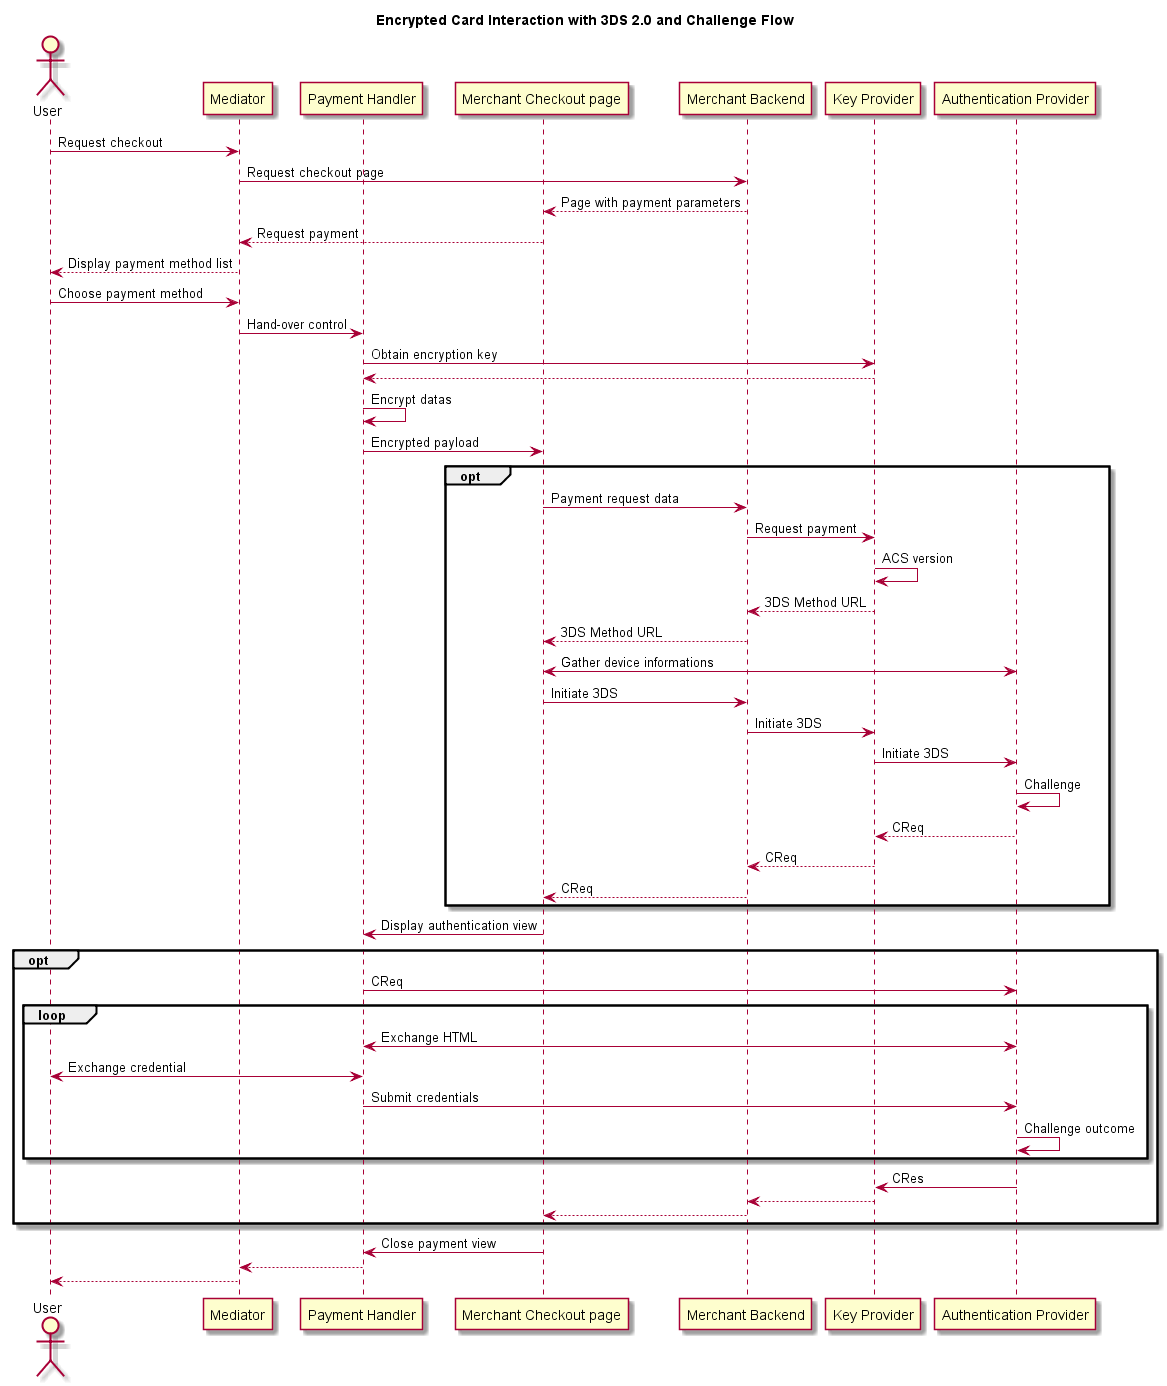 Encrypted Card Interaction with 3DS 2.0 and Challenge Flow
User
Mediator
Payment Handler
Merchant Checkout page
Merchant Backend
Key Provider
Authentication Provider
Request checkout
Request checkout page
Page with payment parameters
Request payment
Display payment method list
Choose payment method
Hand-over control
Obtain encryption key
Encrypt datas
Encrypted payload
opt
Payment request data
Request payment
ACS version
3DS Method URL
3DS Method URL
Gather device informations
Initiate 3DS
Initiate 3DS
Initiate 3DS
Challenge
CReq
CReq
CReq
Display authentication view
opt
CReq
loop
Exchange HTML
Exchange credential
Submit credentials
Challenge outcome
CRes
Close payment view
User
Mediator
Payment Handler
Merchant Checkout page
Merchant Backend
Key Provider
Authentication Provider